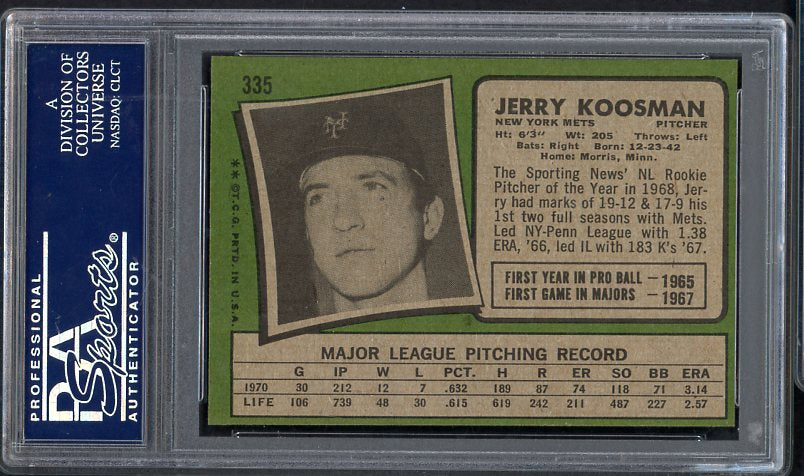 A
DIVISION OF
COLLECTORS
UNIVERSE
NASDAQ: CLCT
PROFESSIONAL
PSA
Sports®
AUTHENTICATOR
335
JERRY KOOSMAN
NEW YORK METS PITCHER
Ht: 6'3" Wt: 205 Throws: Left
Bats: Right Born: 12-23-42
Home: Morris, Minn.
The Sporting News' NL Rookie
Pitcher of the Year in 1968, Jer-
ry had marks of 19-12 & 17-9 his
1st two full seasons with Mets.
Led NY-Penn League with 1.38
ERA, '66, led IL with 183 K's '67.
FIRST YEAR IN PRO BALL — 1965
FIRST GAME IN MAJORS — 1967
NY
**©T.C.G. PRTD. IN U.S.A.
MAJOR LEAGUE PITCHING RECORD
G IP W L PCT. H R ER SO BB ERA
1970 30 212 12 7 .632 189 87 74 118 71 3.14
LIFE 106 739 48 30 .615 619 242 211 487 227 2.57